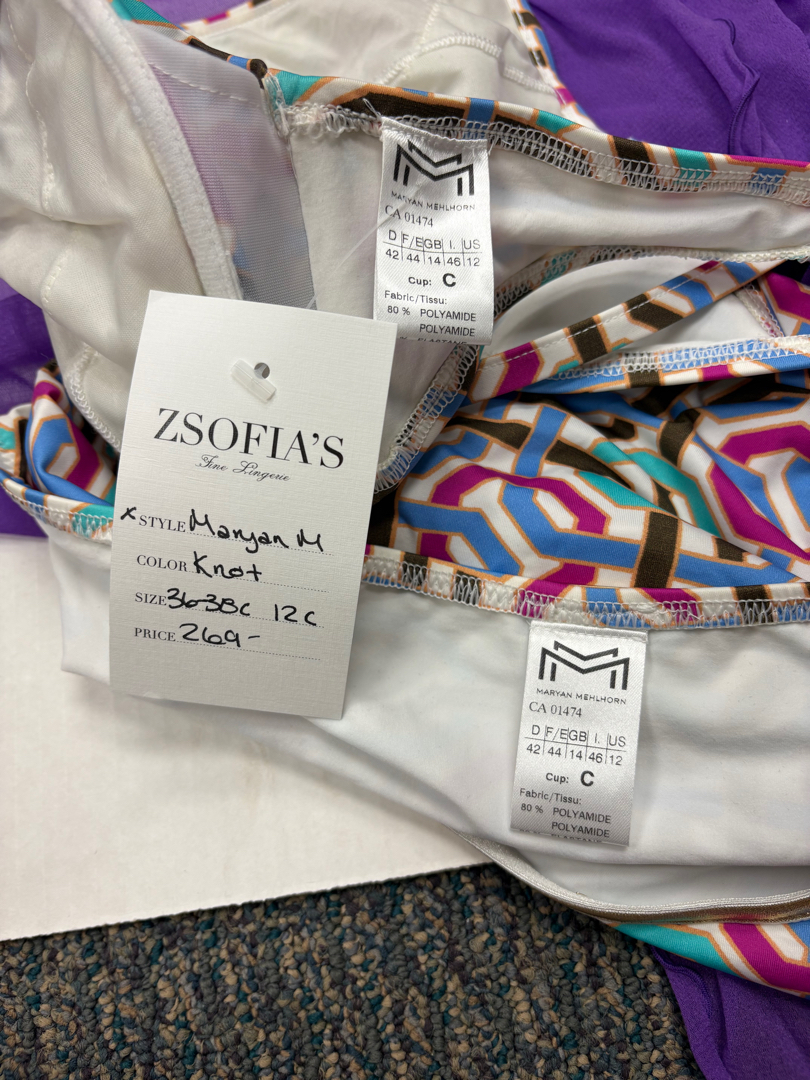 MARYAN MEHLHORN
CA 01474
D F/E GB I. US
42 44 14 46 12
Cup: C
Fabric/Tissu:
80 % POLYAMIDE
POLYAMIDE
ELASTANE
ZSOFIA'S
Fine Lingerie
x STYLE Maryan M
COLOR Knot
SIZE 36-38C 12C
PRICE 269-
MARYAN MEHLHORN
CA 01474
D F/E GB I. US
42 44 14 46 12
Cup: C
Fabric/Tissu:
80 % POLYAMIDE
POLYAMIDE